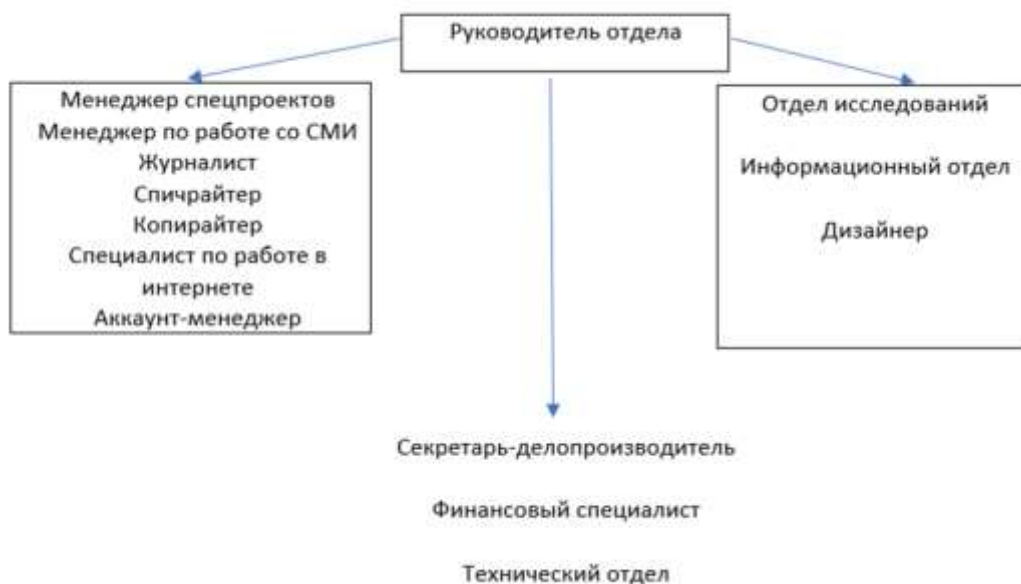 Руководитель отдела
Менеджер спецпроектов
Менеджер по работе со СМИ
Журналист
Спичрайтер
Копирайтер
Специалист по работе в
интернете
Аккаунт-менеджер
Отдел исследований
Информационный отдел
Дизайнер
Секретарь-делопроизводитель
Финансовый специалист
Технический отдел